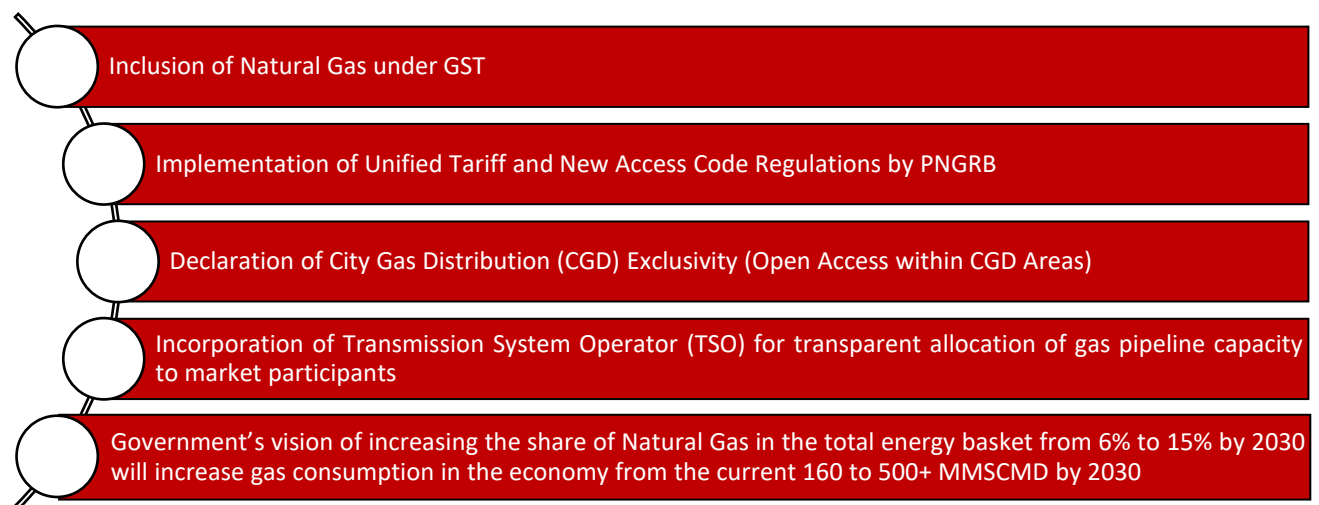 Inclusion of Natural Gas under GST
Implementation of Unified Tariff and New Access Code Regulations by PNGRB
Declaration of City Gas Distribution (CGD) Exclusivity (Open Access within CGD Areas)
Incorporation of Transmission System Operator (TSO) for transparent allocation of gas pipeline capacity
to market participants
Government’s vision of increasing the share of Natural Gas in the total energy basket from 6% to 15% by 2030
will increase gas consumption in the economy from the current 160 to 500+ MMSCMD by 2030